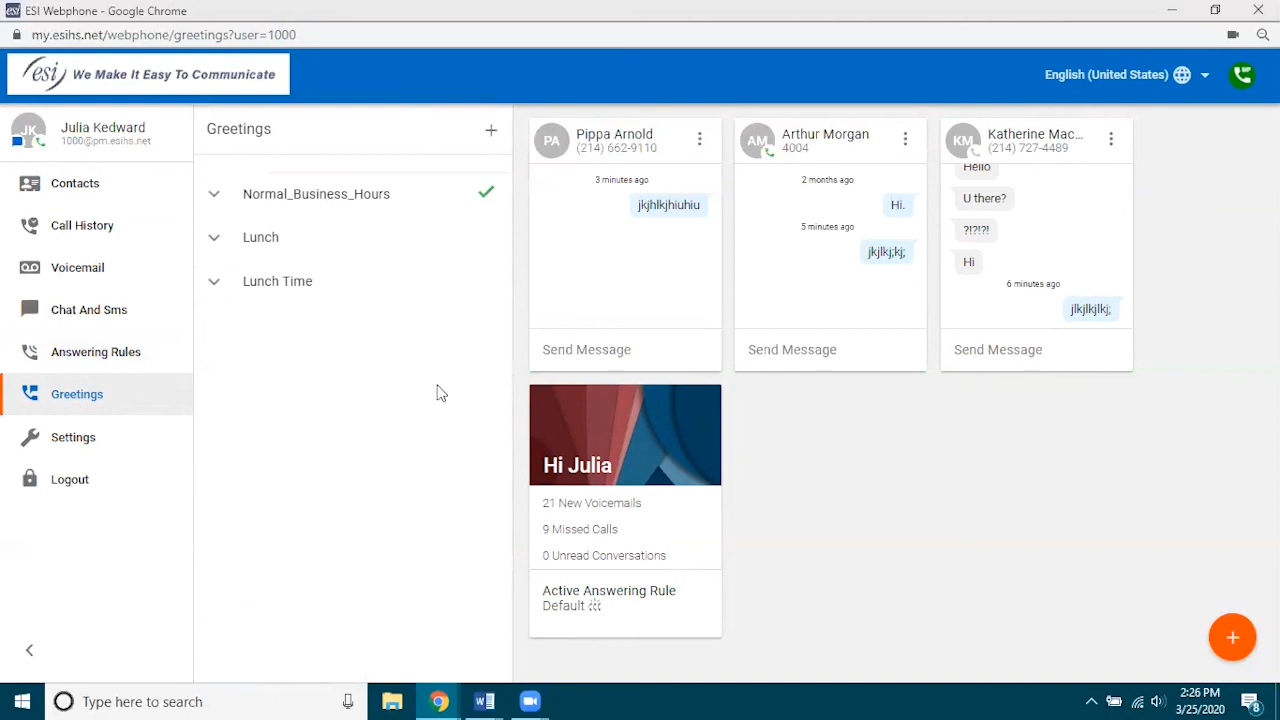 esi ESI Webphone - Google Chrome
my.esihs.net/webphone/greetings?user=1000
esi We Make It Easy To Communicate
English (United States)
JK
Julia Kedward
1000@pm.esihs.net
Contacts
Call History
Voicemail
Chat And Sms
Answering Rules
Greetings
Settings
Logout
Greetings
Normal_Business_Hours
Lunch
Lunch Time
PA
Pippa Arnold
(214) 662-9110
3 minutes ago
jkjhlkjhiuhiu
Send Message
AM
Arthur Morgan
4004
2 months ago
Hi.
5 minutes ago
jkjlkj;kj;
Send Message
KM
Katherine Mac...
(214) 727-4489
Hello
U there?
?!?!?!
Hi
6 minutes ago
jlkjlkjlkj;
Send Message
Hi Julia
21 New Voicemails
9 Missed Calls
0 Unread Conversations
Active Answering Rule
Default
Type here to search
2:26 PM
3/25/2020
8